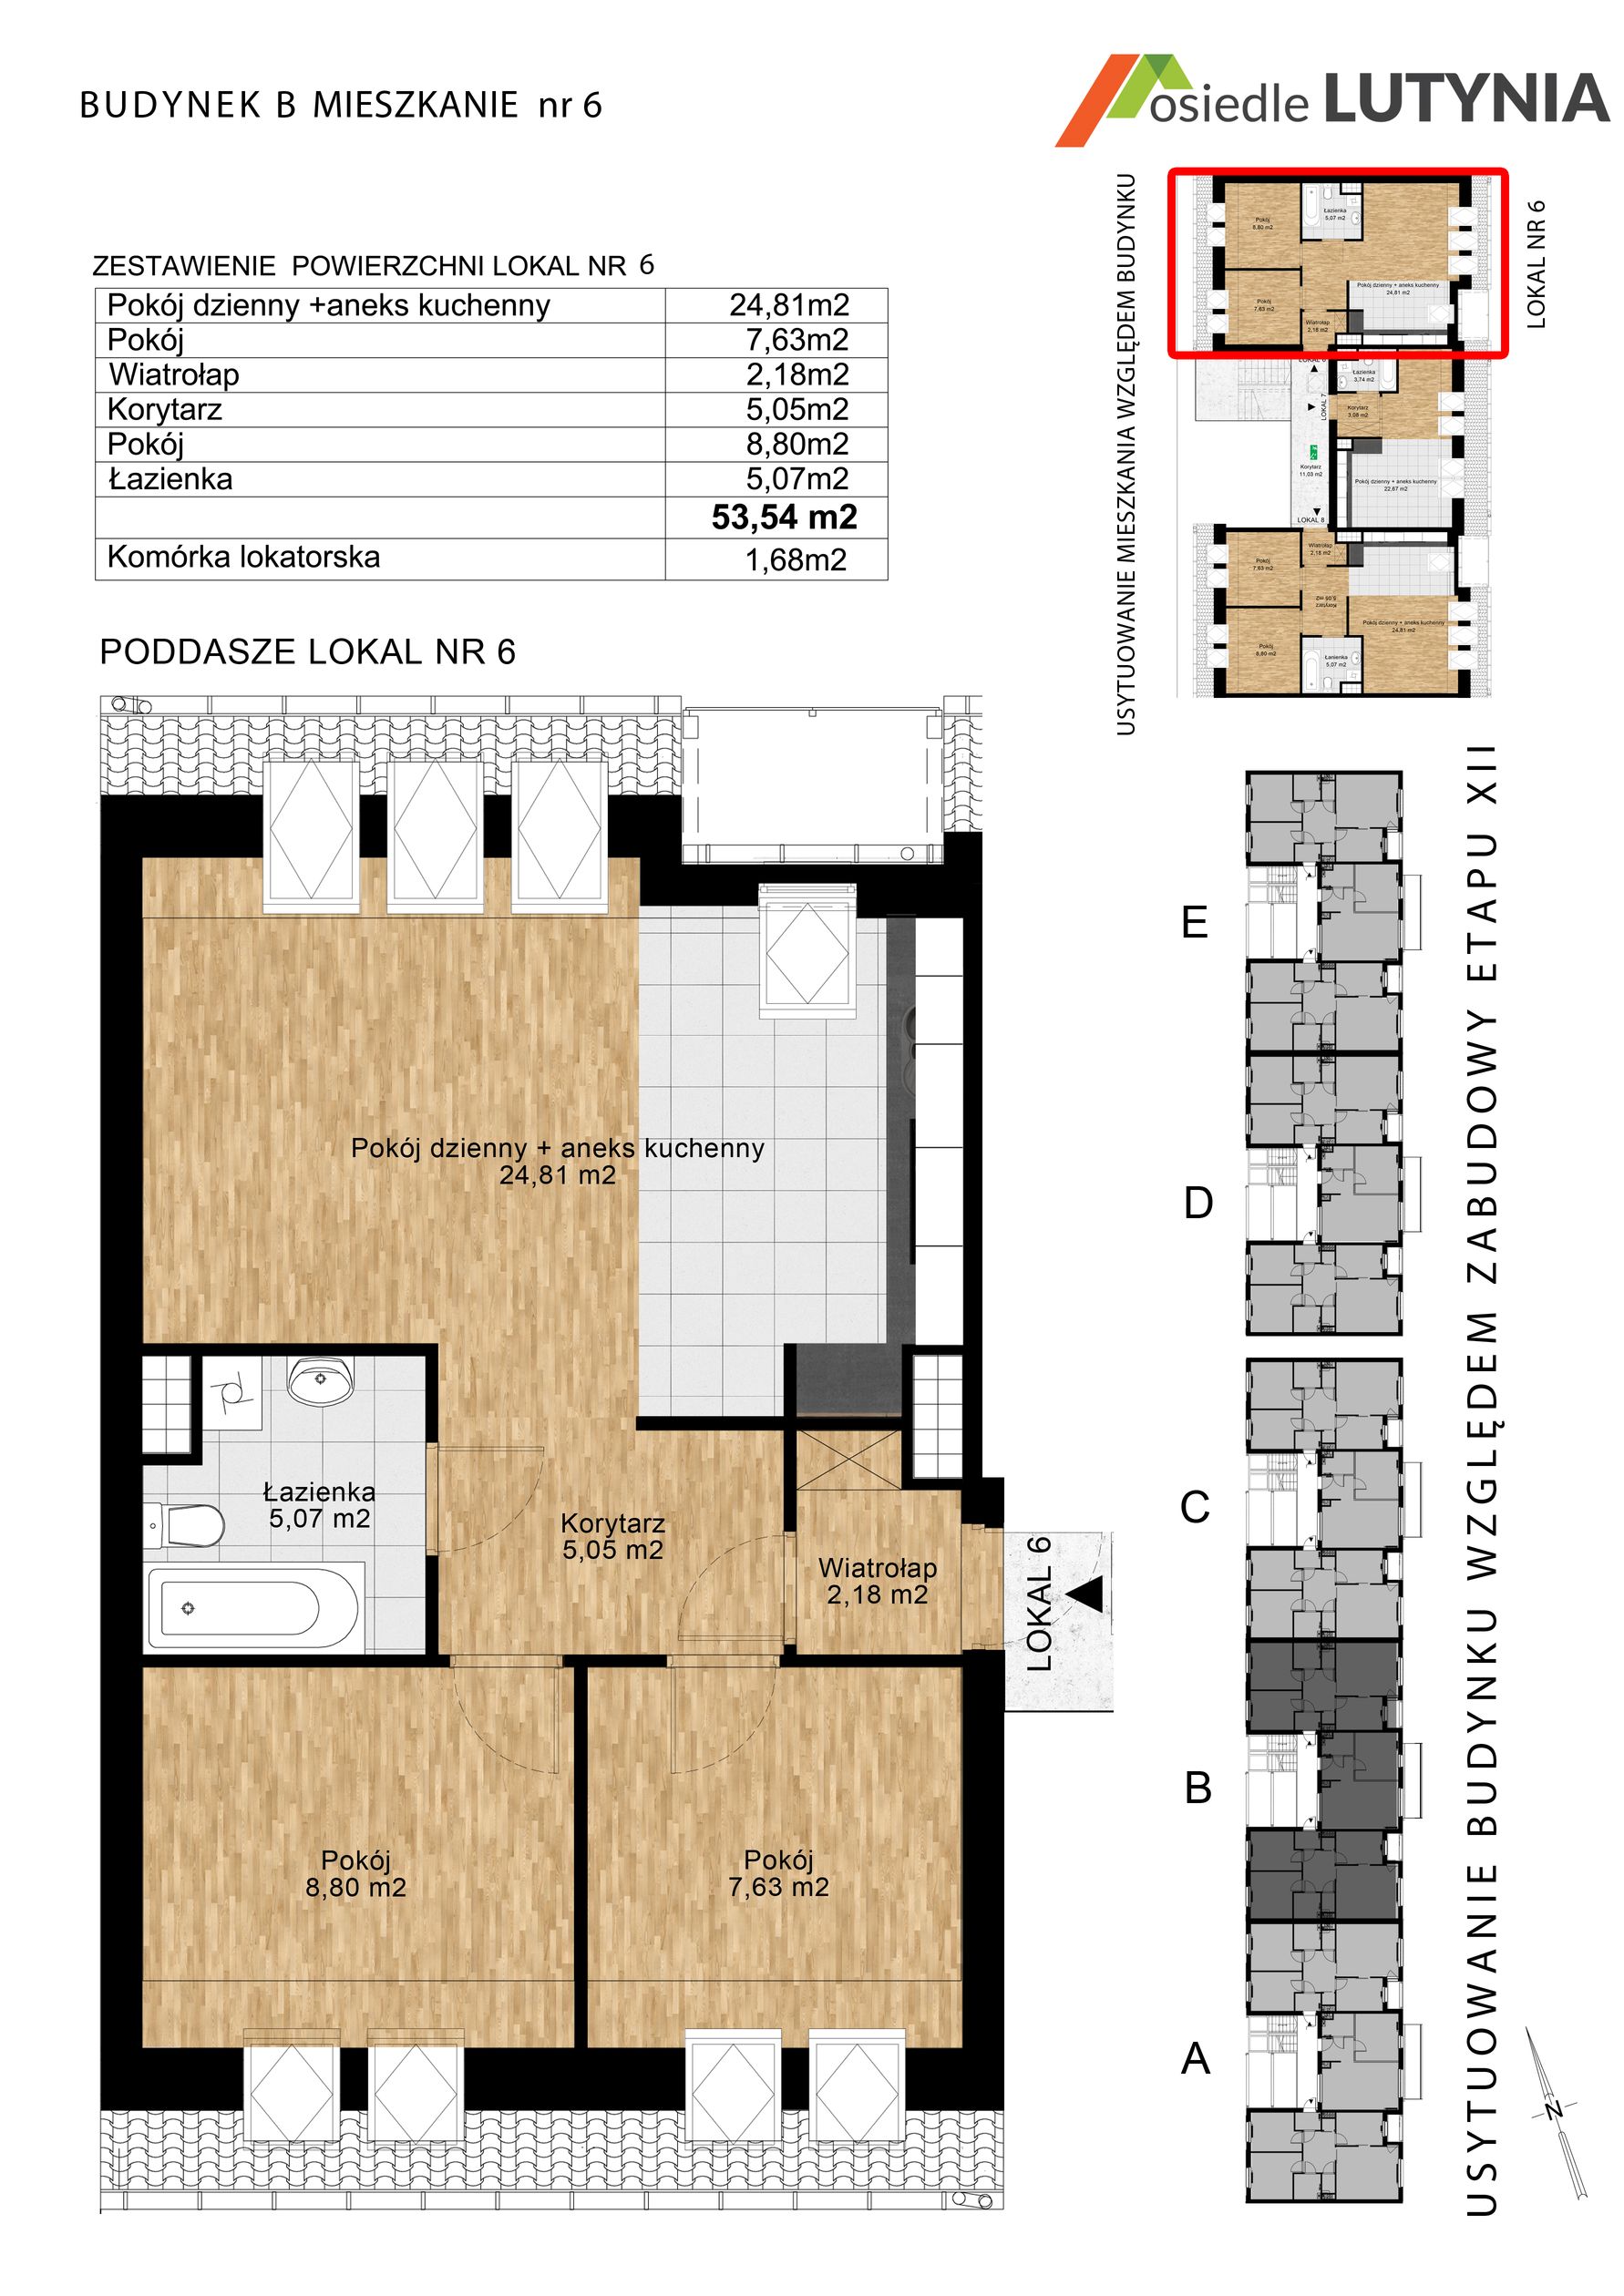 BUDYNEK B MIESZKANIE nr 6
osiedle LUTYNIA
ZESTAWIENIE POWIERZCHNI LOKAL NR 6
Pokój dzienny +aneks kuchenny 24,81m2
Pokój 7,63m2
Wiatrołap 2,18m2
Korytarz 5,05m2
Pokój 8,80m2
Łazienka 5,07m2
53,54 m2
Komórka lokatorska 1,68m2
PODDASZE LOKAL NR 6
Pokój dzienny + aneks kuchenny
24,81 m2
Łazienka
5,07 m2
Korytarz
5,05 m2
Wiatrołap
2,18 m2
LOKAL 6
Pokój
8,80 m2
Pokój
7,63 m2
USYTUOWANIE MIESZKANIA WZGLĘDEM BUDYNKU
LOKAL NR 6
Pokój
8,80 m2
Łazienka
5,07 m2
Pokój dzienny + aneks kuchenny
24,81 m2
Pokój
7,63 m2
Wiatrołap
2,18 m2
Łazienka
3,74 m2
LOKAL 7
Korytarz
3,08 m2
Korytarz
11,03 m2
Pokój dzienny + aneks kuchenny
22,67 m2
LOKAL 8
Wiatrołap
2,18 m2
Pokój
7,63 m2
Korytarz
5,05 m2
Pokój dzienny + aneks kuchenny
24,81 m2
Pokój
8,80 m2
Łazienka
5,07 m2
E
D
C
B
A
USYTUOWANIE BUDYNKU WZGLĘDEM ZABUDOWY ETAPU XII
N